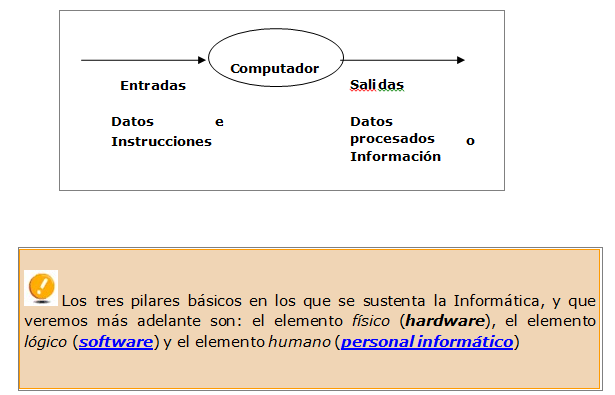 Computador
Entradas
Datos e
Instrucciones
Salidas
Datos
procesados o
Información
Los tres pilares básicos en los que se sustenta la Informática, y que
veremos más adelante son: el elemento físico (hardware), el elemento
lógico (software) y el elemento humano (personal informático)